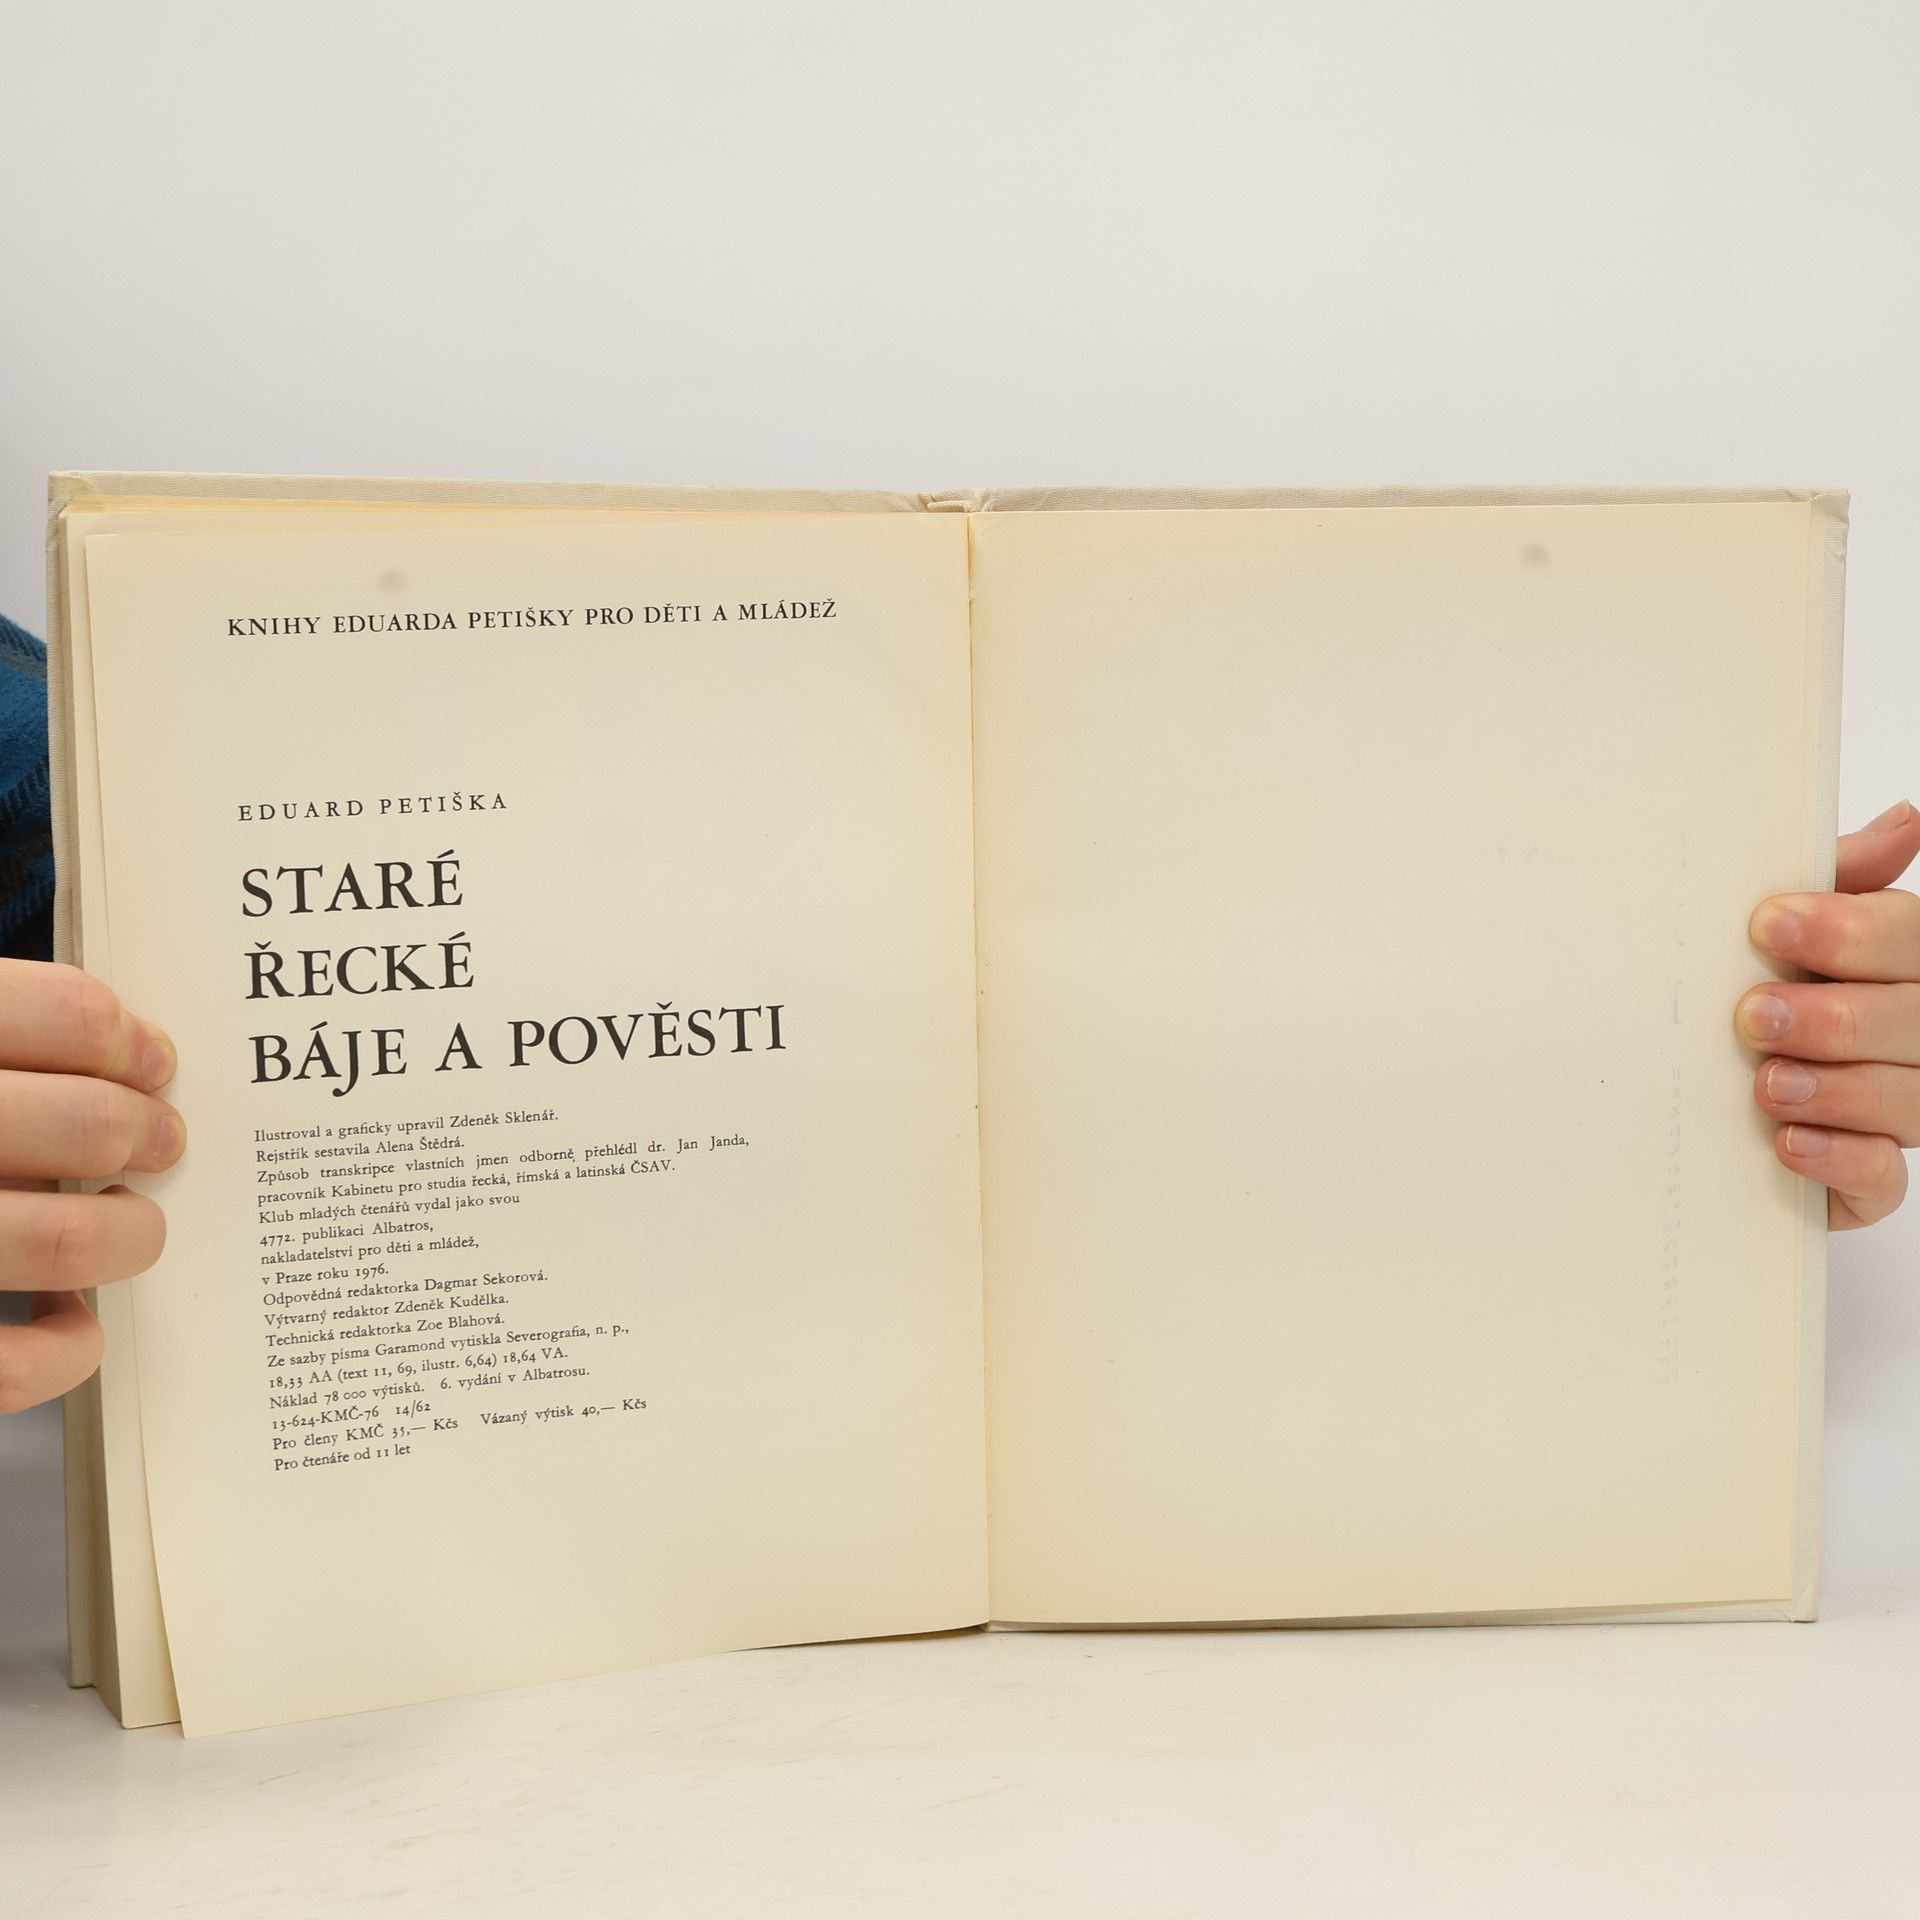 KNIHY EDUARDA PETIŠKY PRO DĚTI A MLÁDEŽ
EDUARD PETIŠKA
STARÉ
ŘECKÉ
BÁJE A POVĚSTI
Ilustroval a graficky upravil Zdeněk Sklenář.
Rejstřík sestavila Alena Štědrá.
Způsob transkripce vlastních jmen odborně přehlédl dr. Jan Janda,
pracovník Kabinetu pro studia řecká, římská a latinská ČSAV.
Klub mladých čtenářů vydal jako svou
4772. publikaci Albatros,
nakladatelství pro děti a mládež,
v Praze roku 1976.
Odpovědná redaktorka Dagmar Sekorová.
Výtvarný redaktor Zdeněk Kudělka.
Technická redaktorka Zoe Blahová.
Ze sazby písma Garamond vytiskla Severografia, n. p.,
18,33 AA (text 11, 69, ilustr. 6,64) 18,64 VA.
Náklad 78 000 výtisků. 6. vydání v Albatrosu.
13-624-KMČ-76 14/62
Pro členy KMČ 35,— Kčs Vázaný výtisk 40,— Kčs
Pro čtenáře od 11 let